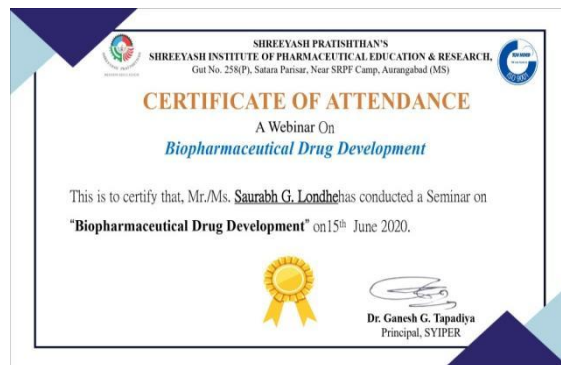 SHREEYASH PRATISHTHAN'S
SHREEYASH INSTITUTE OF PHARMACEUTICAL EDUCATION & RESEARCH,
Gut No. 258(P), Satara Parisar, Near SRPF Camp, Aurangabad (MS)
CERTIFICATE OF ATTENDANCE
A Webinar On
Biopharmaceutical Drug Development
This is to certify that, Mr./Ms. Saurabh G. Londhehas conducted a Seminar on
"Biopharmaceutical Drug Development" on15th June 2020.
Dr. Ganesh G. Tapadiya
Principal, SYIPER
ISO 9001